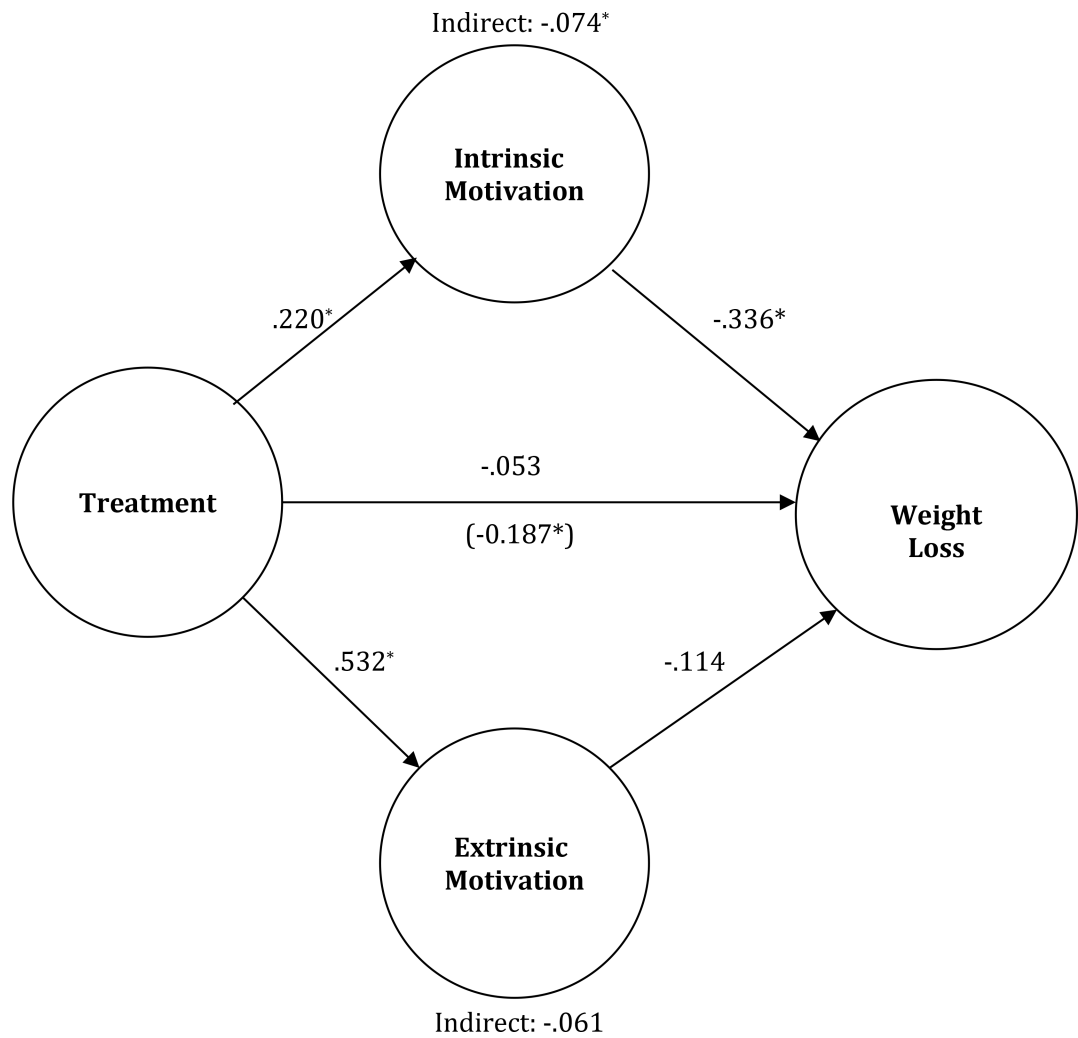 Indirect: -.074*
Intrinsic
Motivation
.220*
-.336*
-.053
Treatment
(-0.187*)
Weight
Loss
.532*
-.114
Extrinsic
Motivation
Indirect: -.061